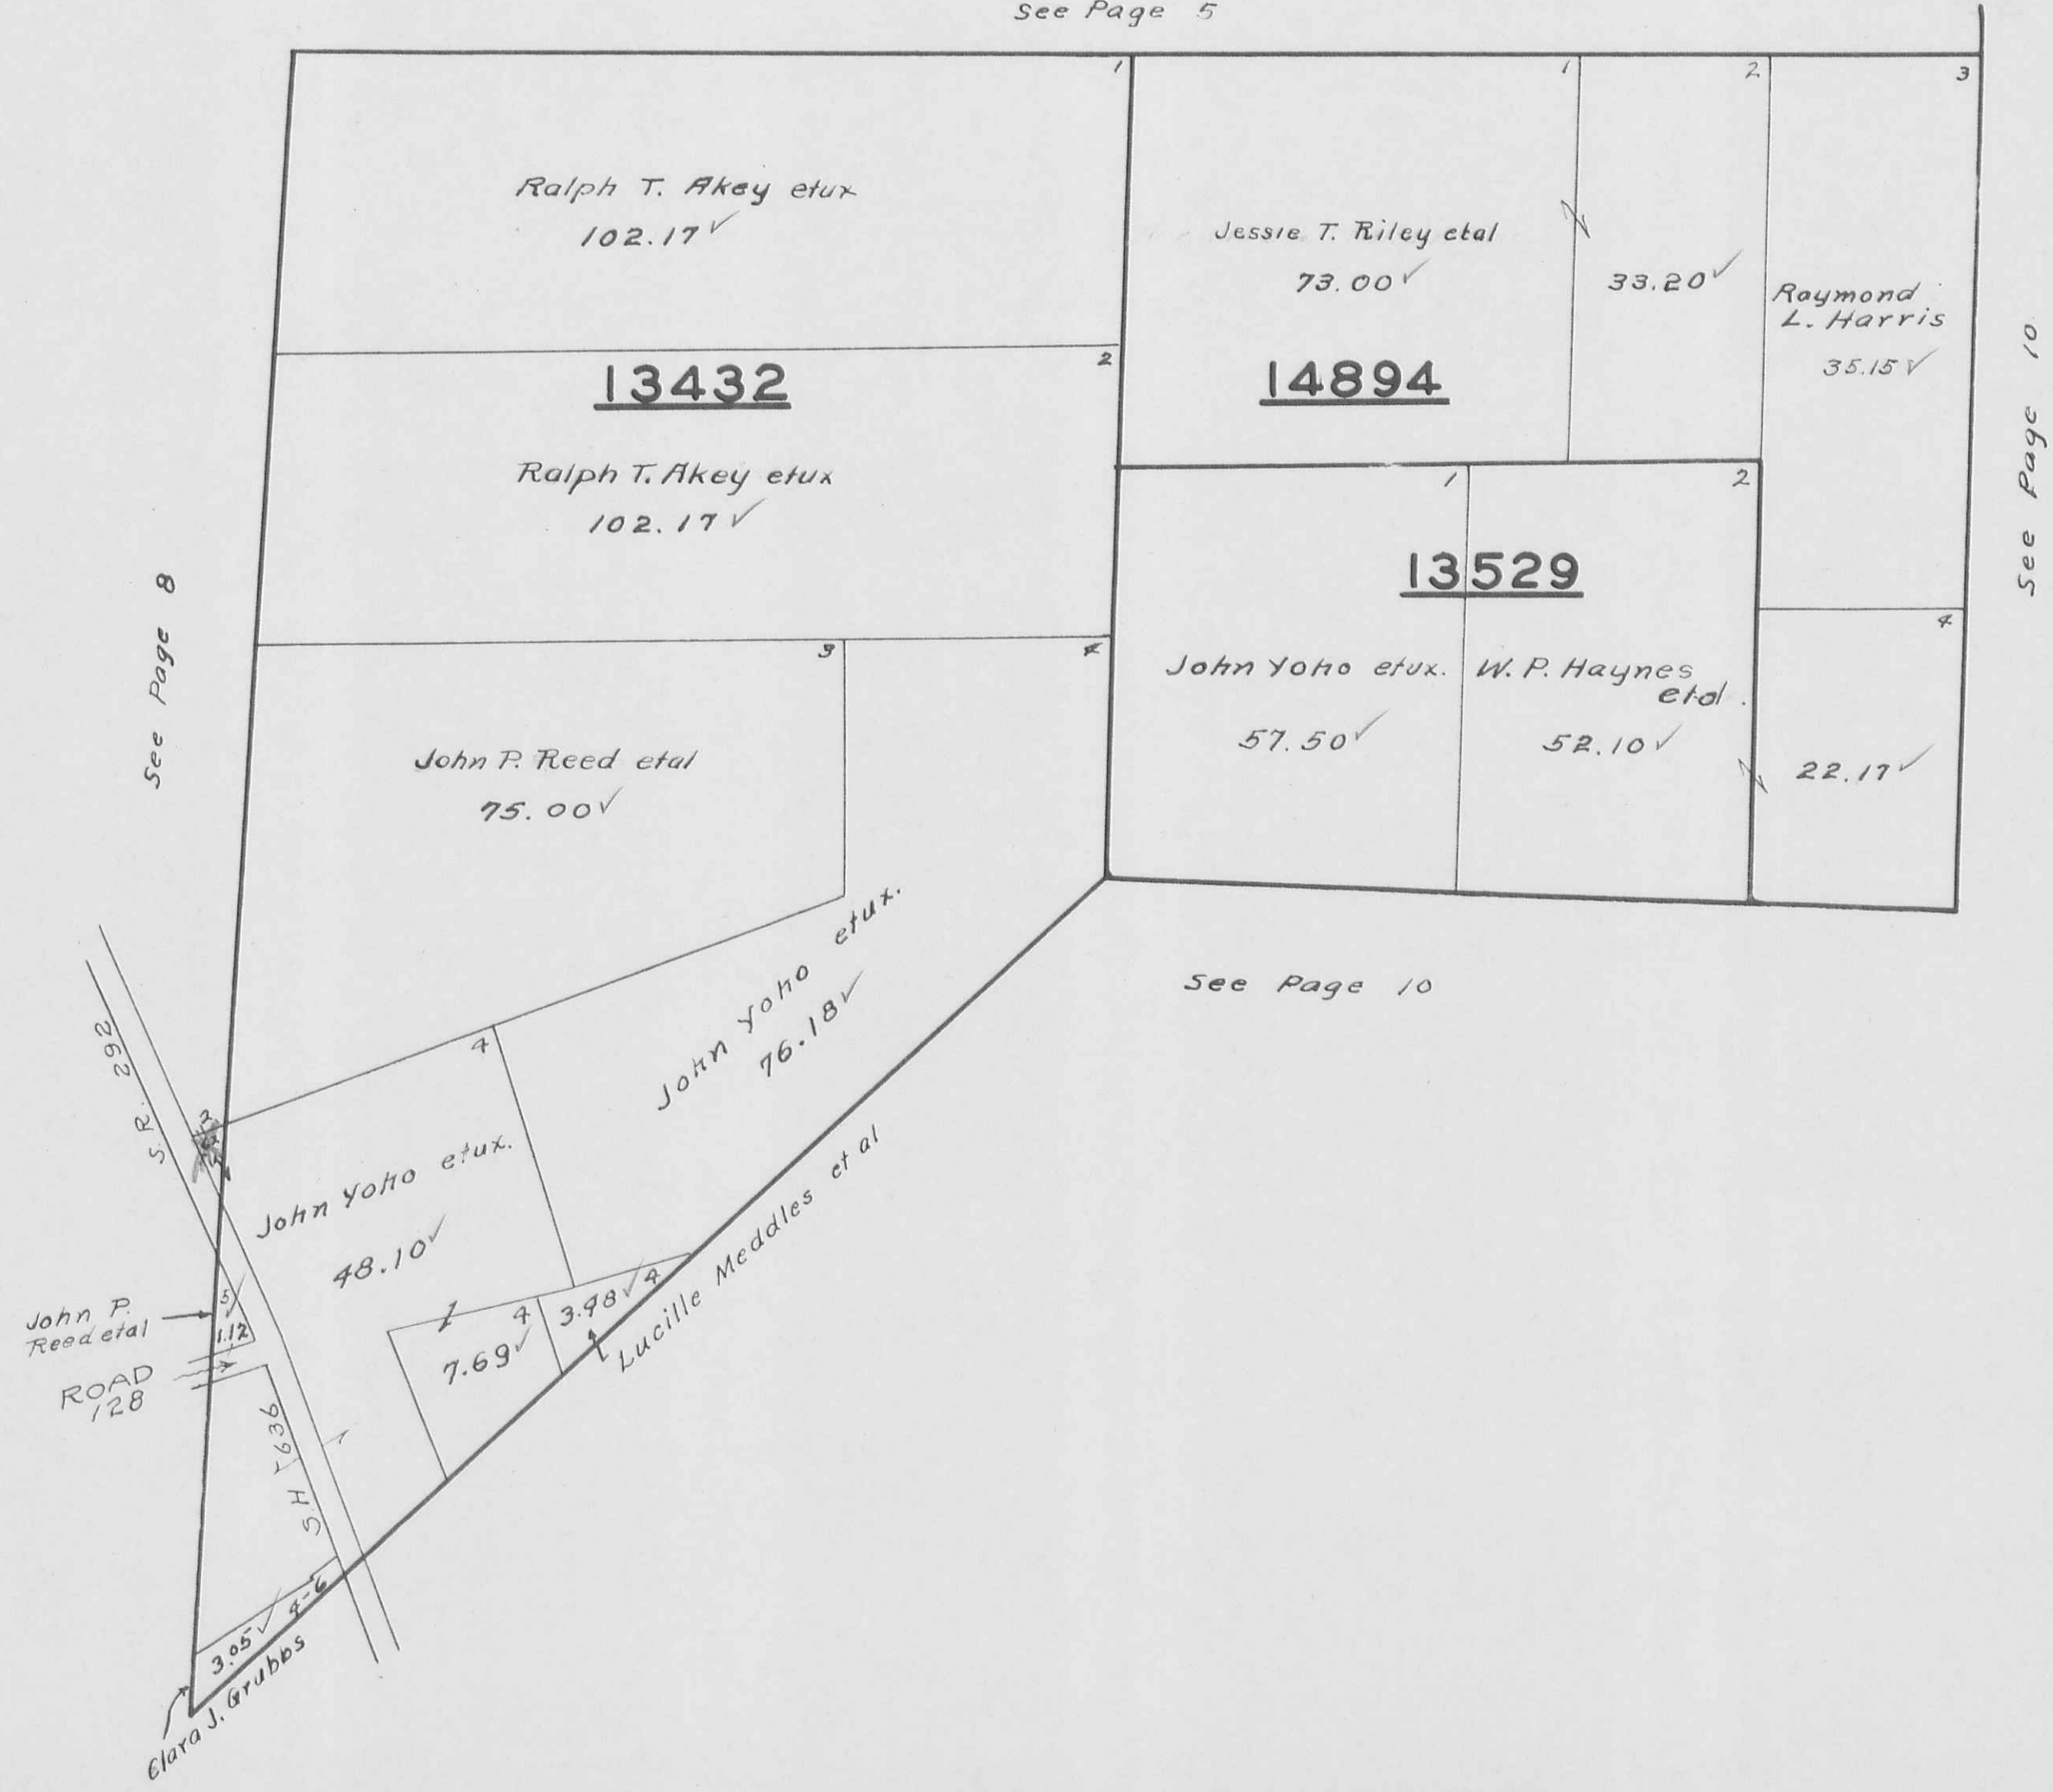 See Page 5
1
1
2
3
Ralph T. Akey etux
102.17✓
Jessie T. Riley etal
73.00✓
33.20✓
Raymond
L. Harris
35.15✓
2
13432
14894
Ralph T. Akey etux
102.17✓
1
2
13529
See Page 8
See Page 10
3
4
4
John P. Reed etal
75.00✓
John Yoho etux.
57.50✓
W. P. Haynes
etal.
52.10✓
22.17✓
See Page 10
John Yoho etux.
76.18✓
S.R. 292
4
John Yoho etux.
48.10✓
Lucille Meddles et al
3.98✓ 4
4
7.69✓
John P.
Reed etal
5
1.12
ROAD
128
S.H 636
3.05✓ 4-6
Clara J. Grubbs